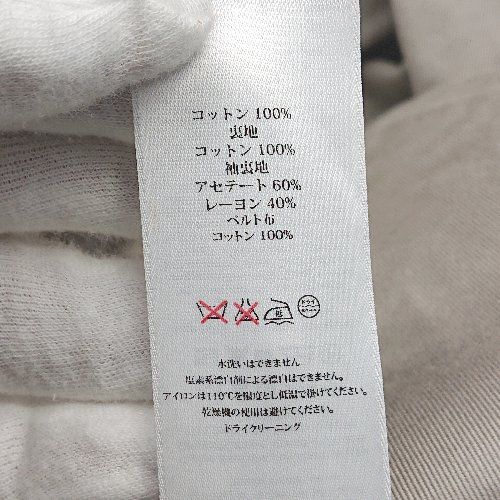 コットン 100%
裏地
コットン 100%
袖裏地
アセテート 60%
レーヨン 40%
ベルト布
コットン 100%
ドライ
水洗いはできません
塩素系漂白剤による漂白はできません。
アイロンは110℃を限度とし低温で掛けてください。
乾燥機の使用は避けてください。
ドライクリーニング